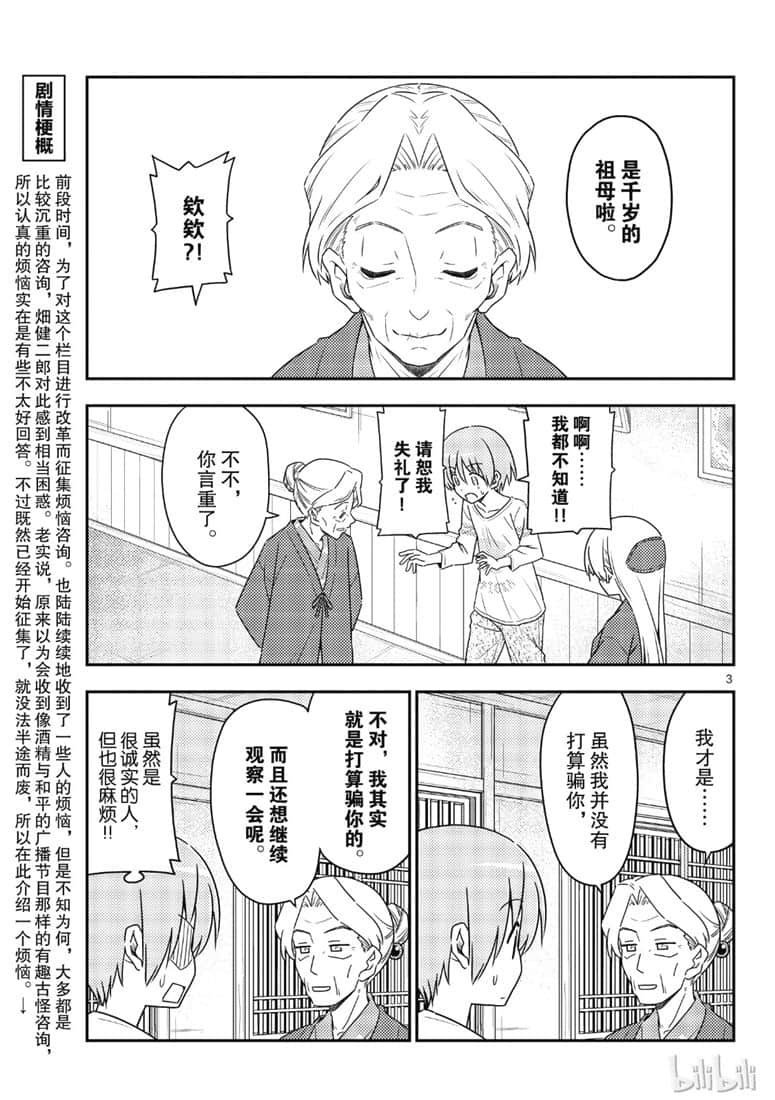 是千岁的
祖母啦。
欸欸
?!
啊啊……
我都不
知道!!
请恕我
失礼了!
不不,
你言重了。
3
我才是……
虽然我并没有
打算骗你,
不对,我其实
就是打算骗你的。
而且还想继续
观察一会呢。
虽然是
很诚实的人,
但也很麻烦!!
剧情梗概
前段时间,为了对这个栏目进行改革而征集烦恼咨询。也陆陆续续地收到了一些人的烦恼,但是不知为何,大多都是
比较沉重的咨询,畑健二郎对此感到相当困惑。老实说,原来以为会收到像酒精与和平的广播节目那样的有趣古怪咨询,
所以认真的烦恼实在是有些不太好回答。不过既然已经开始征集了,就没法半途而废,所以在此介绍一个烦恼。→
bilibili